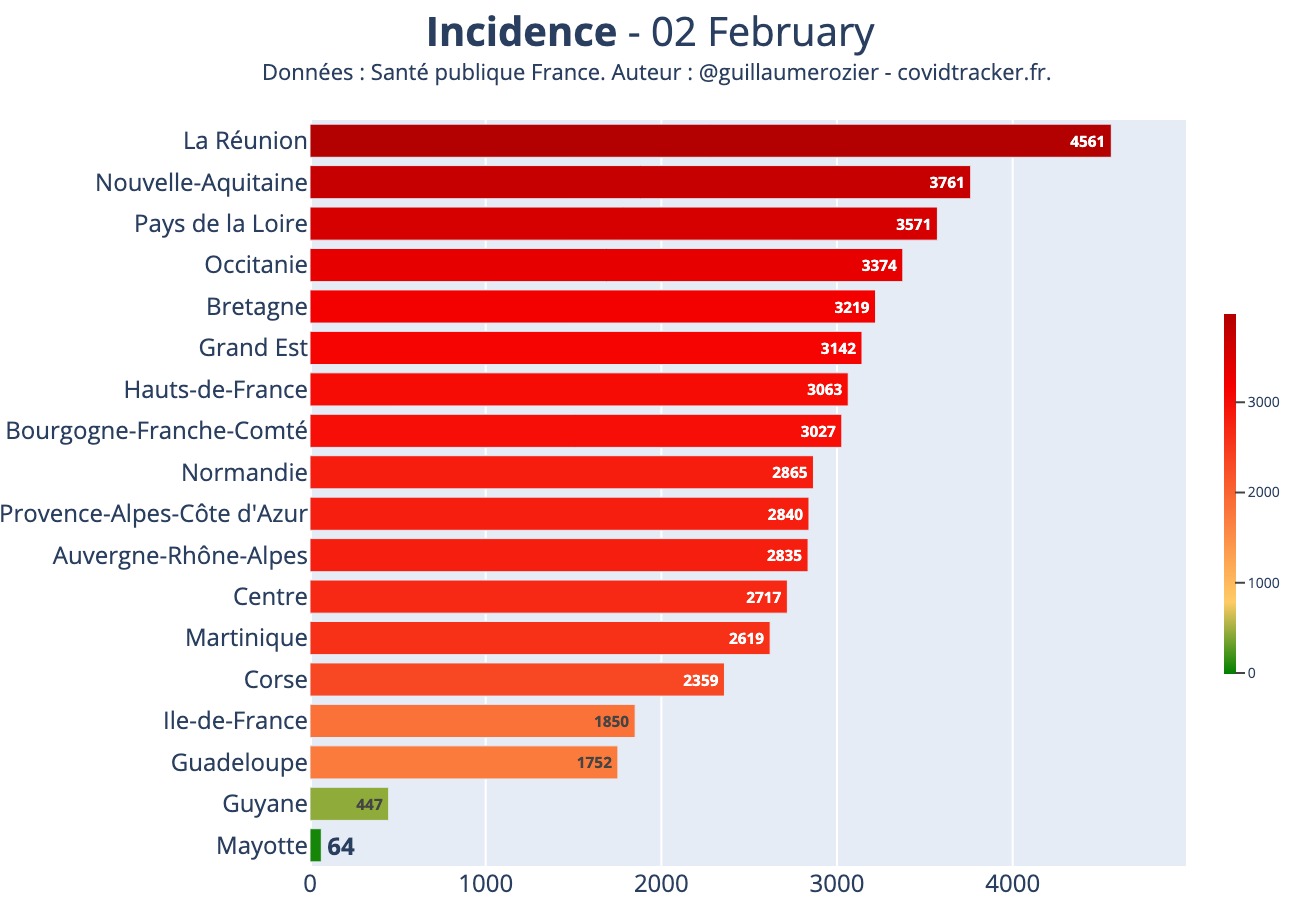 Incidence - 02 February
Données : Santé publique France. Auteur : @guillaumerozier - covidtracker.fr.
La Réunion 4561
Nouvelle-Aquitaine 3761
Pays de la Loire 3571
Occitanie 3374
Bretagne 3219
Grand Est 3142
Hauts-de-France 3063
Bourgogne-Franche-Comté 3027
Normandie 2865
Provence-Alpes-Côte d'Azur 2840
Auvergne-Rhône-Alpes 2835
Centre 2717
Martinique 2619
Corse 2359
Ile-de-France 1850
Guadeloupe 1752
Guyane 447
Mayotte 64
0 1000 2000 3000 4000
3000
2000
1000
0